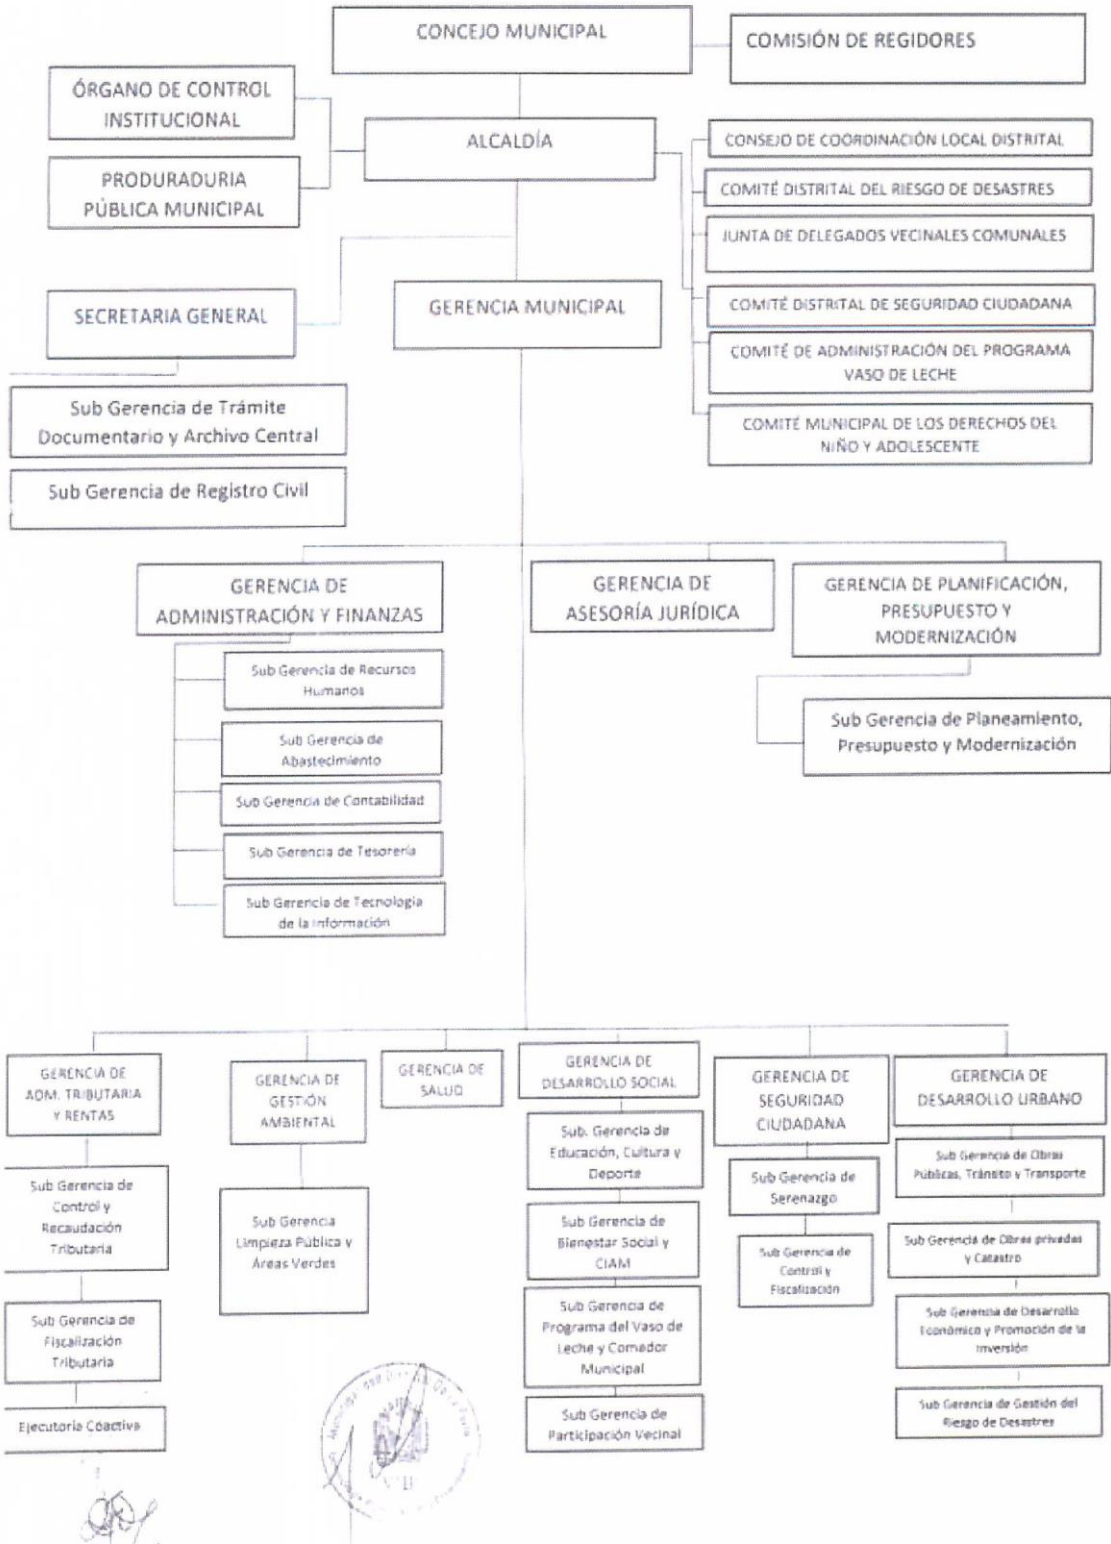 CONCEJO MUNICIPAL
COMISIÓN DE REGIDORES
ÓRGANO DE CONTROL
INSTITUCIONAL
ALCALDÍA
PRODURADURIA
PÚBLICA MUNICIPAL
CONSEJO DE COORDINACIÓN LOCAL DISTRITAL
COMITÉ DISTRITAL DEL RIESGO DE DESASTRES
JUNTA DE DELEGADOS VECINALES COMUNALES
COMITÉ DISTRITAL DE SEGURIDAD CIUDADANA
COMITÉ DE ADMINISTRACIÓN DEL PROGRAMA
VASO DE LECHE
COMITÉ MUNICIPAL DE LOS DERECHOS DEL
NIÑO Y ADOLESCENTE
SECRETARIA GENERAL
GERENCIA MUNICIPAL
Sub Gerencia de Trámite
Documentario y Archivo Central
Sub Gerencia de Registro Civil
GERENCIA DE
ADMINISTRACIÓN Y FINANZAS
Sub Gerencia de Recursos
Humanos
Sub Gerencia de
Abastecimiento
Sub Gerencia de Contabilidad
Sub Gerencia de Tesorería
Sub Gerencia de Tecnología
de la Información
GERENCIA DE
ASESORÍA JURÍDICA
GERENCIA DE PLANIFICACIÓN,
PRESUPUESTO Y
MODERNIZACIÓN
Sub Gerencia de Planeamiento,
Presupuesto y Modernización
GERENCIA DE
ADM. TRIBUTARIA
Y RENTAS
Sub Gerencia de
Control y
Recaudación
Tributaria
Sub Gerencia de
Fiscalización
Tributaria
Ejecutoria Coactiva
GERENCIA DE
GESTIÓN
AMBIENTAL
Sub Gerencia
Limpieza Pública y
Áreas Verdes
GERENCIA DE
SALUD
GERENCIA DE
DESARROLLO SOCIAL
Sub. Gerencia de
Educación, Cultura y
Deporte
Sub Gerencia de
Bienestar Social y
CIAM
Sub Gerencia de
Programa del Vaso de
Leche y Comedor
Municipal
Sub Gerencia de
Participación Vecinal
GERENCIA DE
SEGURIDAD
CIUDADANA
Sub Gerencia de
Serenazgo
Sub Gerencia de
Control y
Fiscalización
GERENCIA DE
DESARROLLO URBANO
Sub Gerencia de Obras
Públicas, Tránsito y Transporte
Sub Gerencia de Obras privadas
y Catastro
Sub Gerencia de Desarrollo
Económico y Promoción de la
Inversión
Sub Gerencia de Gestión del
Riesgo de Desastres